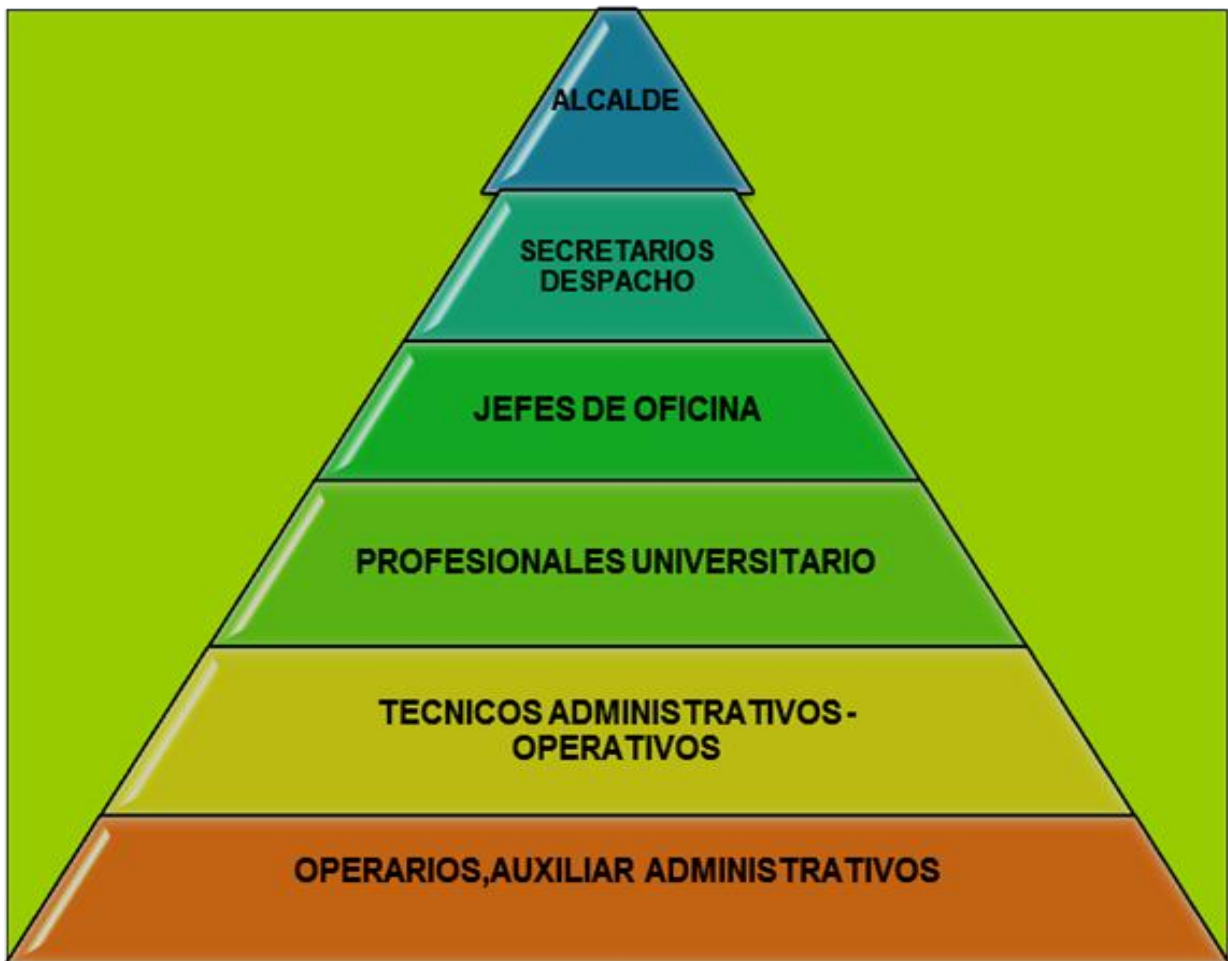 ALCALDE
SECRETARIOS
DESPACHO
JEFES DE OFICINA
PROFESIONALES UNIVERSITARIO
TECNICOS ADMINISTRATIVOS -
OPERATIVOS
OPERARIOS,AUXILIAR ADMINISTRATIVOS